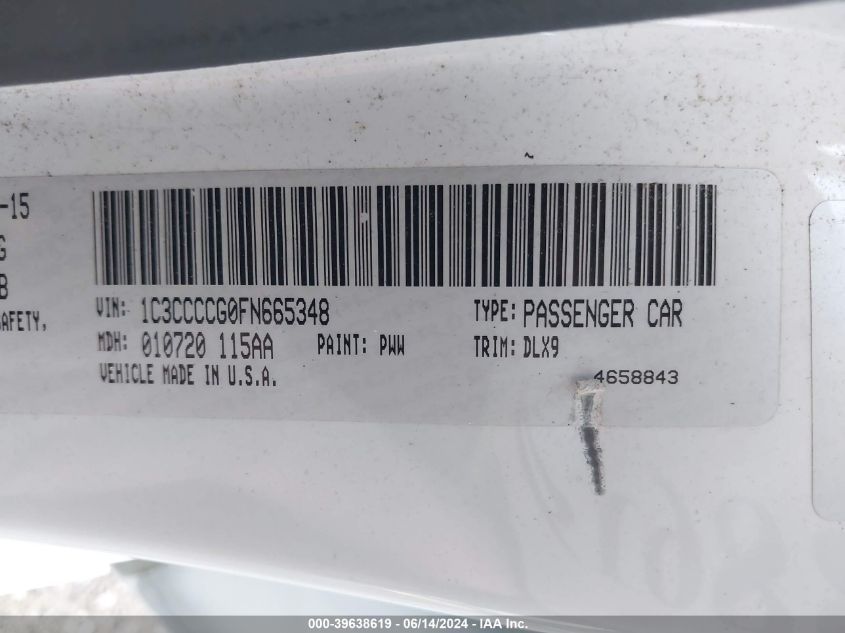 -15
G
B
SAFETY,
VIN: 1C3CCCCG0FN665348
TYPE: PASSENGER CAR
MDH: 010720 115AA PAINT: PWW
TRIM: DLX9
VEHICLE MADE IN U.S.A.
4658843
000-39638619 - 06/14/2024 - IAA Inc.